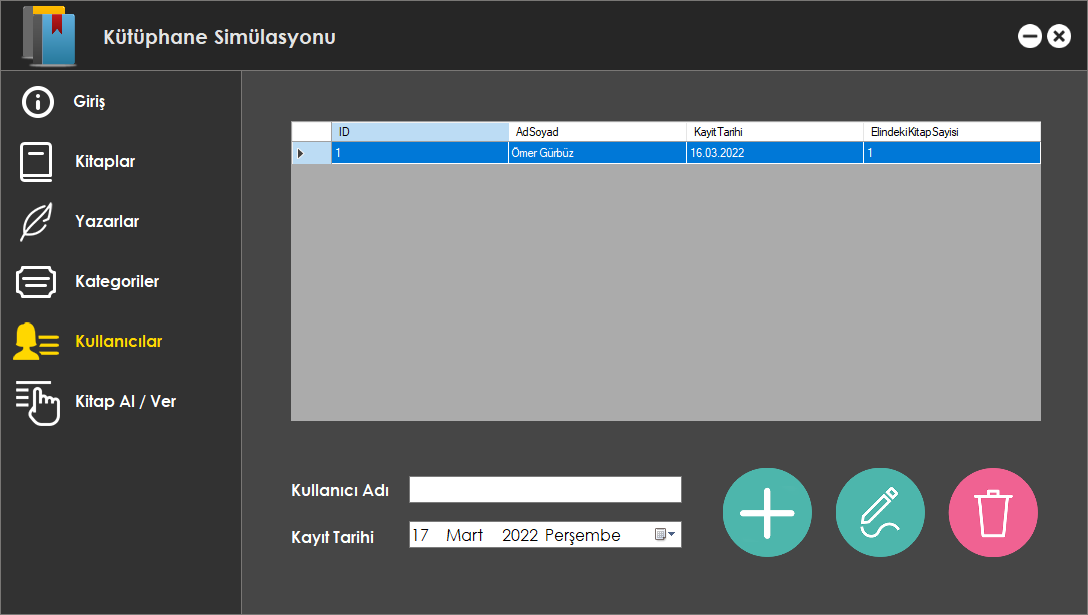 Kütüphane Simülasyonu
Giriş
Kitaplar
Yazarlar
Kategoriler
Kullanıcılar
Kitap Al / Ver
ID AdSoyad KayitTarihi ElindekiKitapSayisi
1 Ömer Gürbüz 16.03.2022 1
Kullanıcı Adı
Kayıt Tarihi 17 Mart 2022 Perşembe